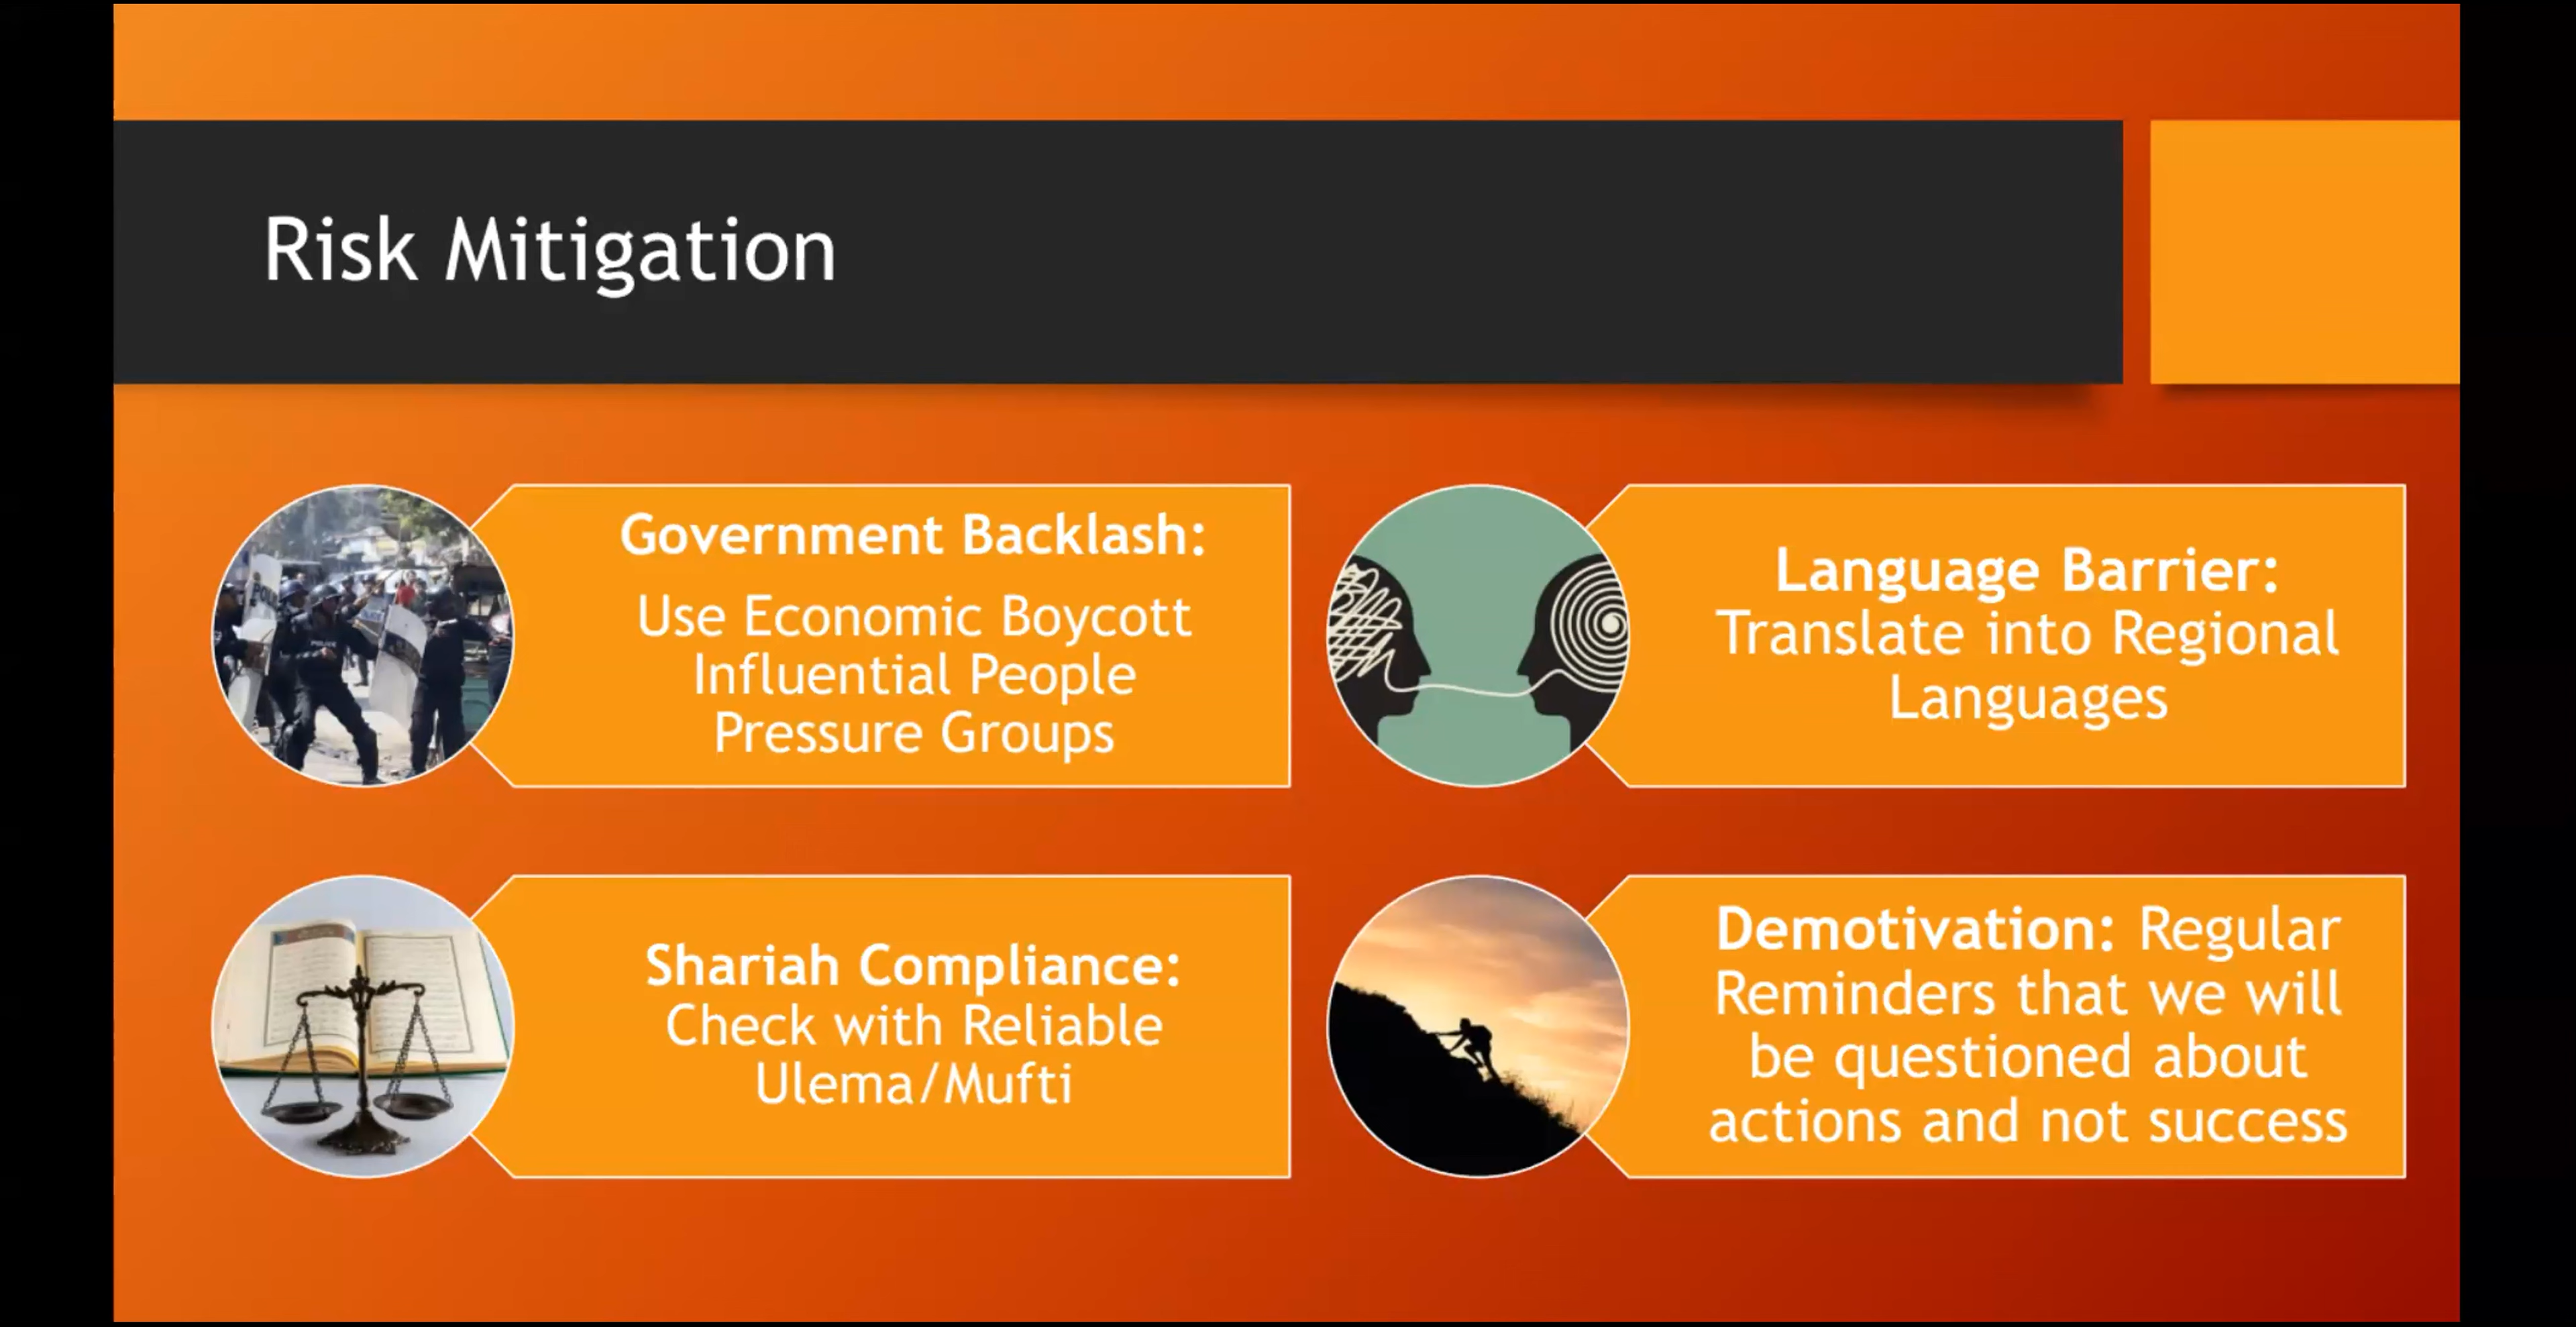 Risk Mitigation
Government Backlash:
Use Economic Boycott
Influential People
Pressure Groups
Language Barrier:
Translate into Regional
Languages
Shariah Compliance:
Check with Reliable
Ulema/Mufti
Demotivation: Regular
Reminders that we will
be questioned about
actions and not success
POLICE